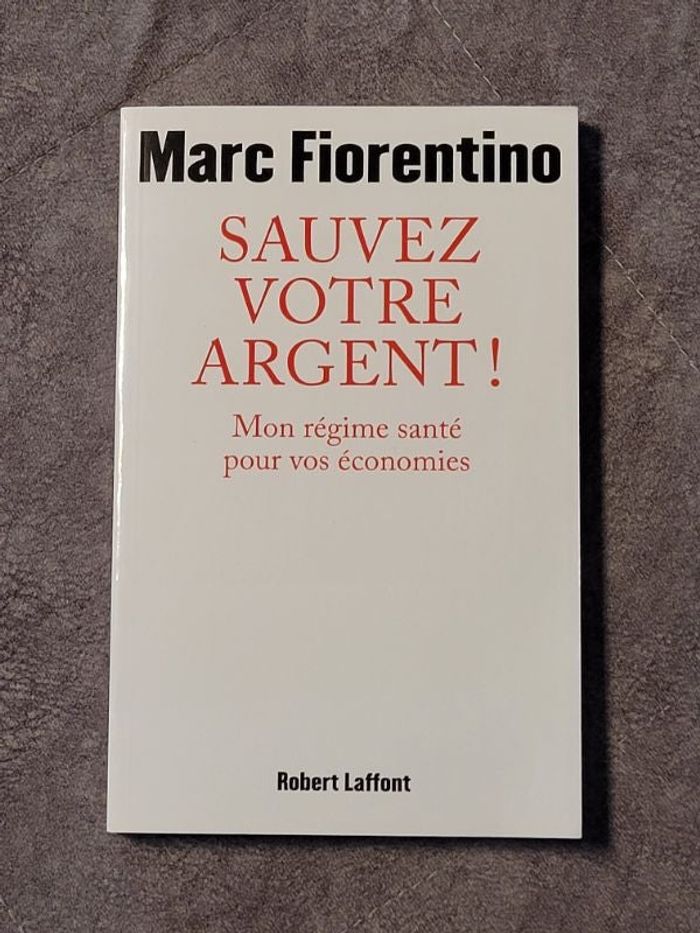 Marc Fiorentino
SAUVEZ
VOTRE
ARGENT !
Mon régime santé
pour vos économies
Robert Laffont